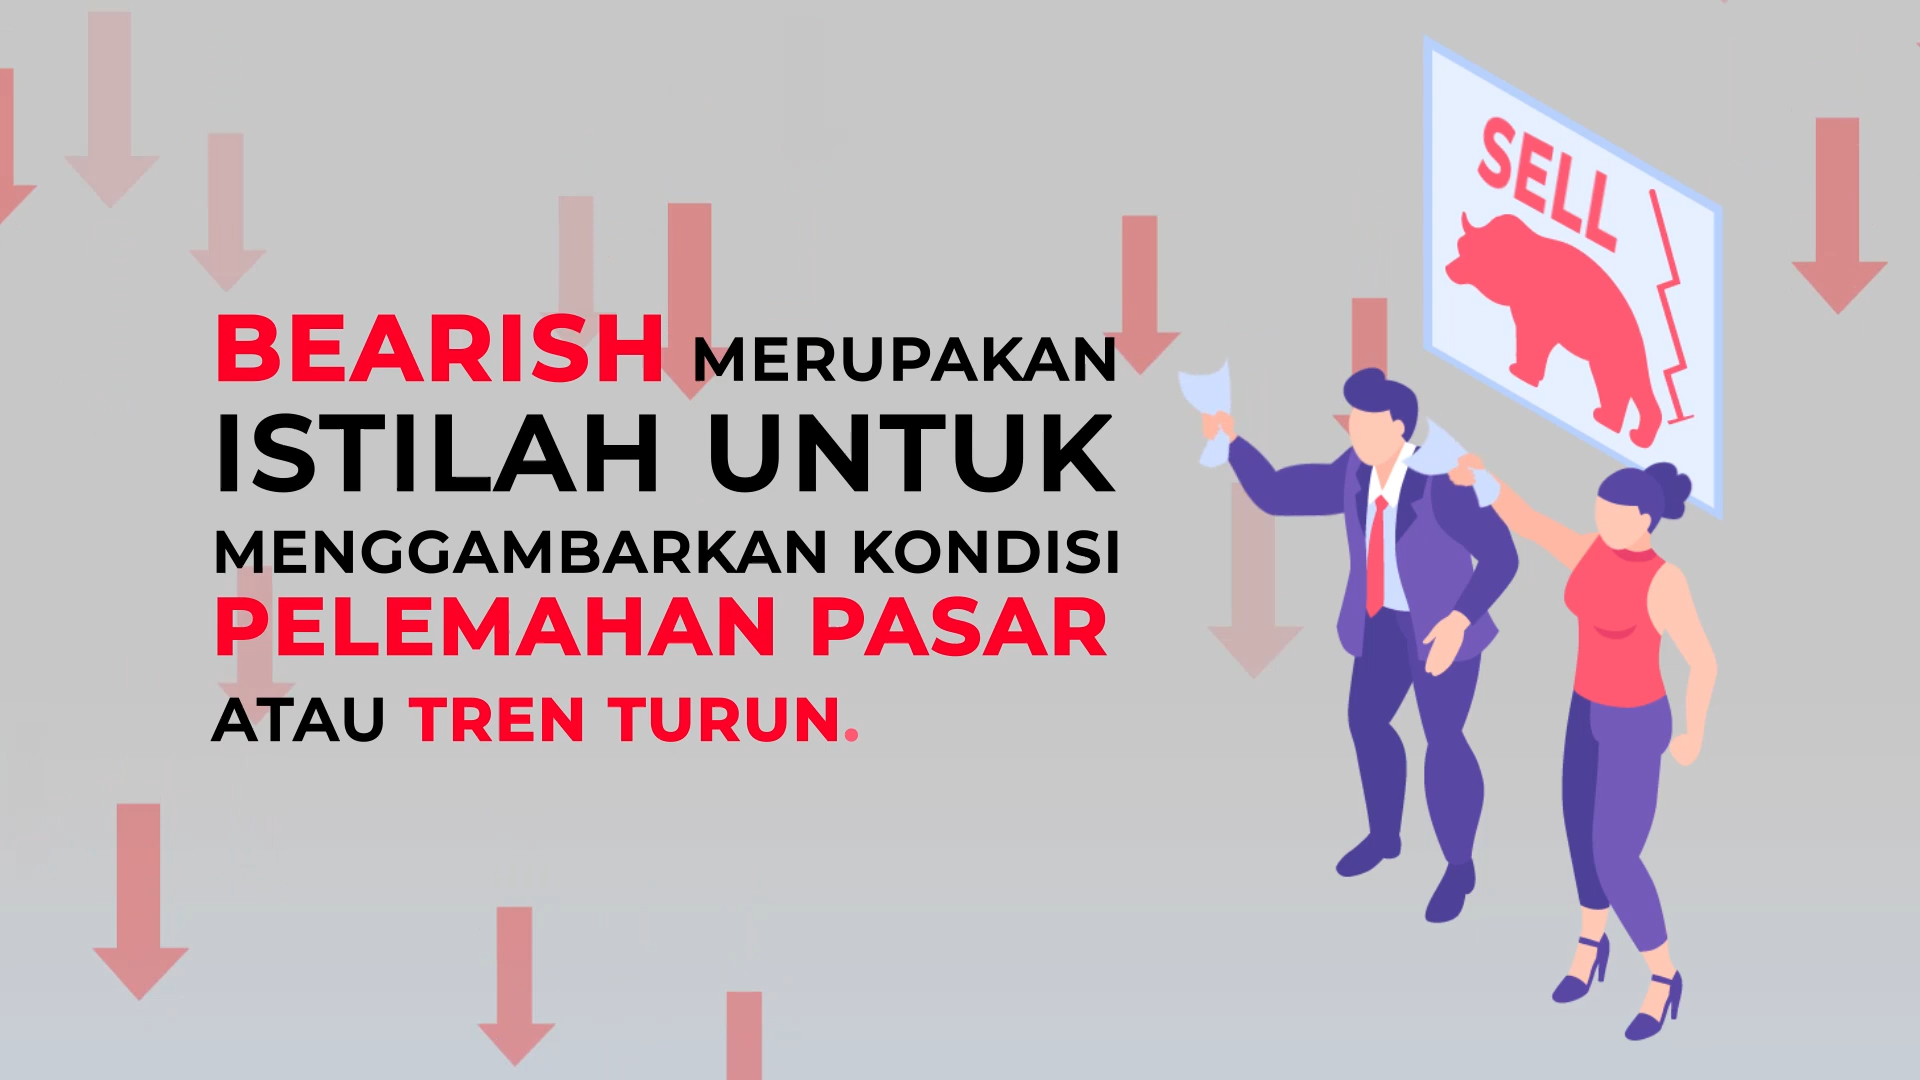 BEARISH MERUPAKAN
ISTILAH UNTUK
MENGGAMBARKAN KONDISI
PELEMAHAN PASAR
ATAU TREN TURUN.
SELL